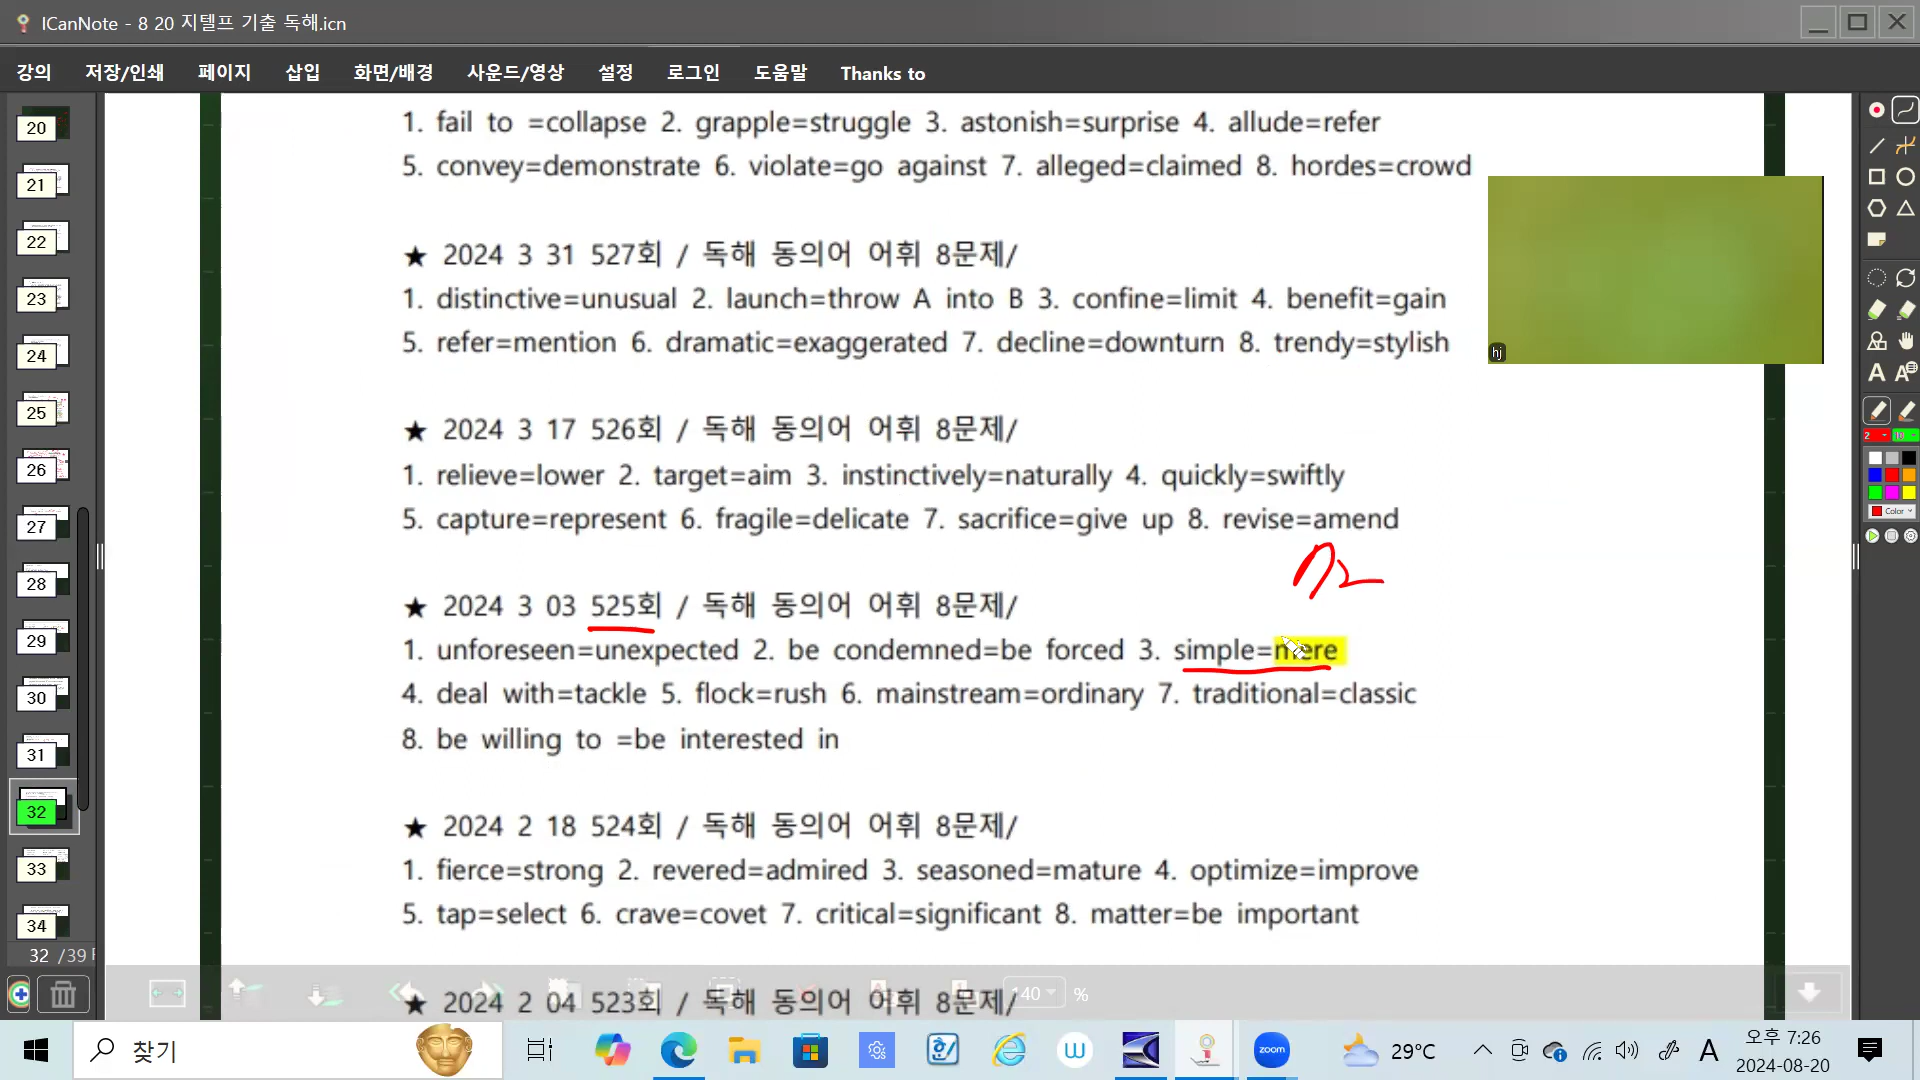 ICanNote - 8 20 지텔프 기출 독해.icn
강의 저장/인쇄 페이지 삽입 화면/배경 사운드/영상 설정 로그인 도움말 Thanks to
1. fail to =collapse 2. grapple=struggle 3. astonish=surprise 4. allude=refer
5. convey=demonstrate 6. violate=go against 7. alleged=claimed 8. hordes=crowd
★ 2024 3 31 527회 / 독해 동의어 어휘 8문제/
1. distinctive=unusual 2. launch=throw A into B 3. confine=limit 4. benefit=gain
5. refer=mention 6. dramatic=exaggerated 7. decline=downturn 8. trendy=stylish
hj
★ 2024 3 17 526회 / 독해 동의어 어휘 8문제/
1. relieve=lower 2. target=aim 3. instinctively=naturally 4. quickly=swiftly
5. capture=represent 6. fragile=delicate 7. sacrifice=give up 8. revise=amend
★ 2024 3 03 525회 / 독해 동의어 어휘 8문제/
1. unforeseen=unexpected 2. be condemned=be forced 3. simple=mere
4. deal with=tackle 5. flock=rush 6. mainstream=ordinary 7. traditional=classic
8. be willing to =be interested in
★ 2024 2 18 524회 / 독해 동의어 어휘 8문제/
1. fierce=strong 2. revered=admired 3. seasoned=mature 4. optimize=improve
5. tap=select 6. crave=covet 7. critical=significant 8. matter=be important
★ 2024 2 04 523회 / 독해 동의어 어휘 8문제/
20
21
22
23
24
25
26
27
28
29
30
31
32
33
34
32 /39
140 %
Color
찾기
zoom
29°C
A
오후 7:26
2024-08-20